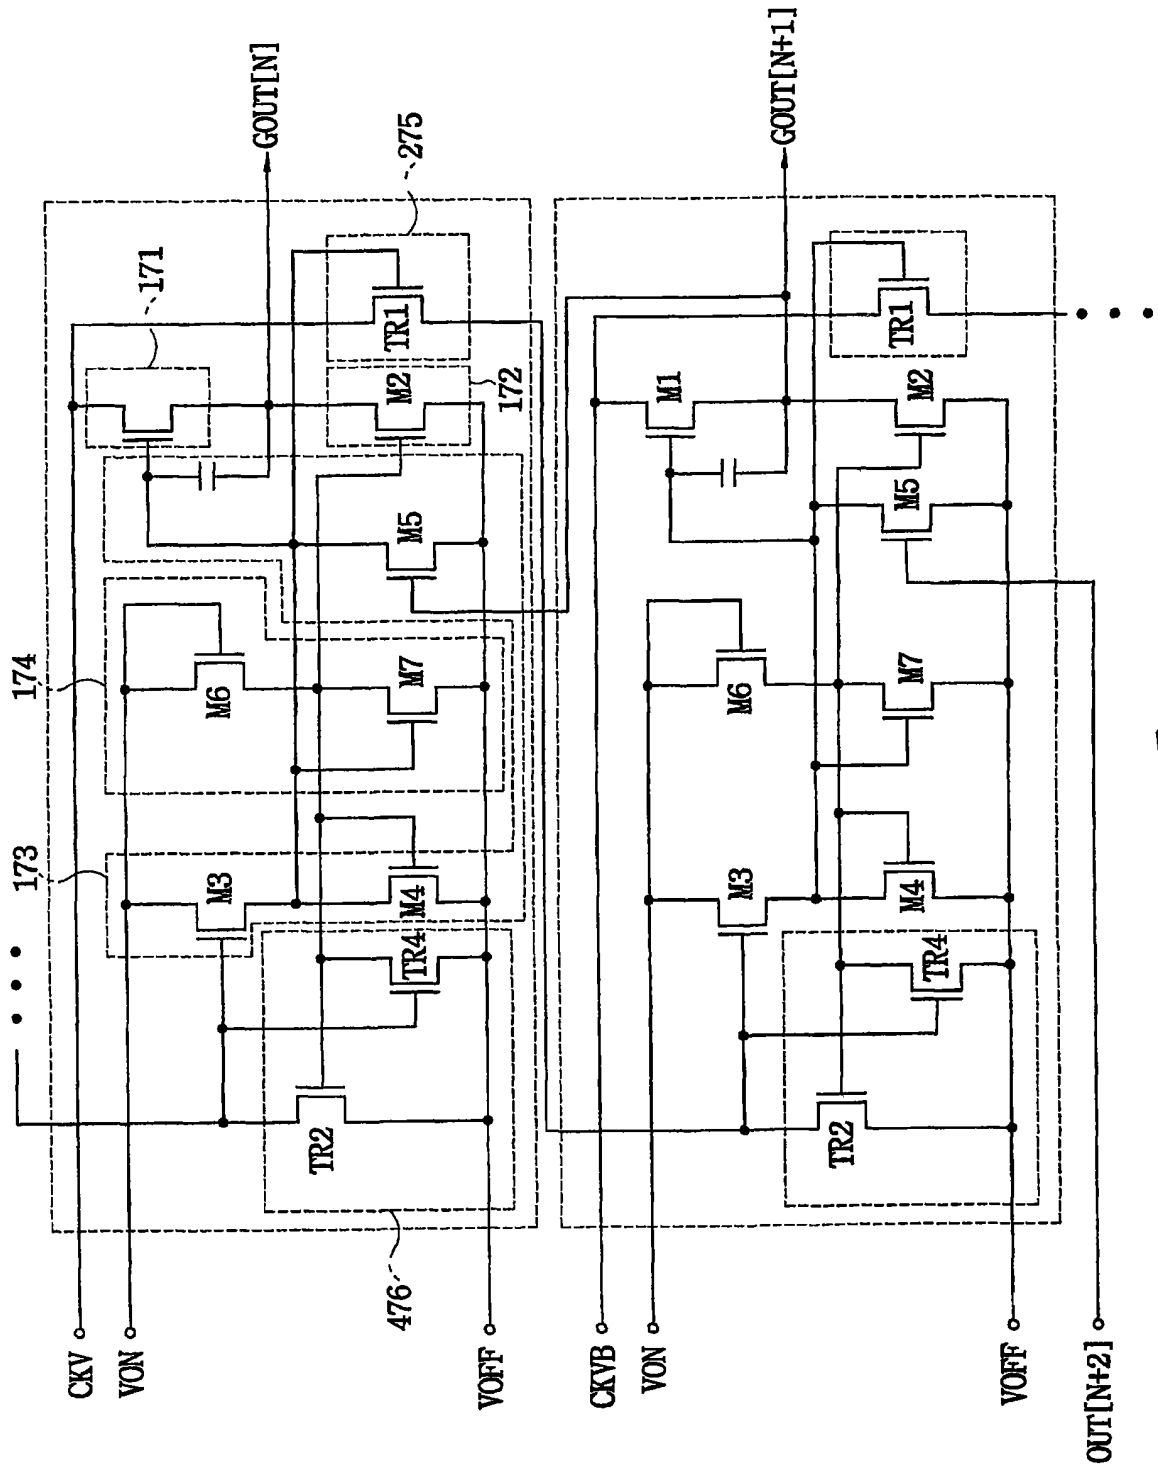 GOUT[N]
GOUT[N+1]
275
171
TR1
M2
172
M5
174
M6
M7
173
M3
M4
TR4
TR2
476
CKV
VON
VOFF
TR1
M1
M2
M5
M6
M7
M3
M4
TR4
TR2
CKVB
VON
VOFF
OUT[N+2]